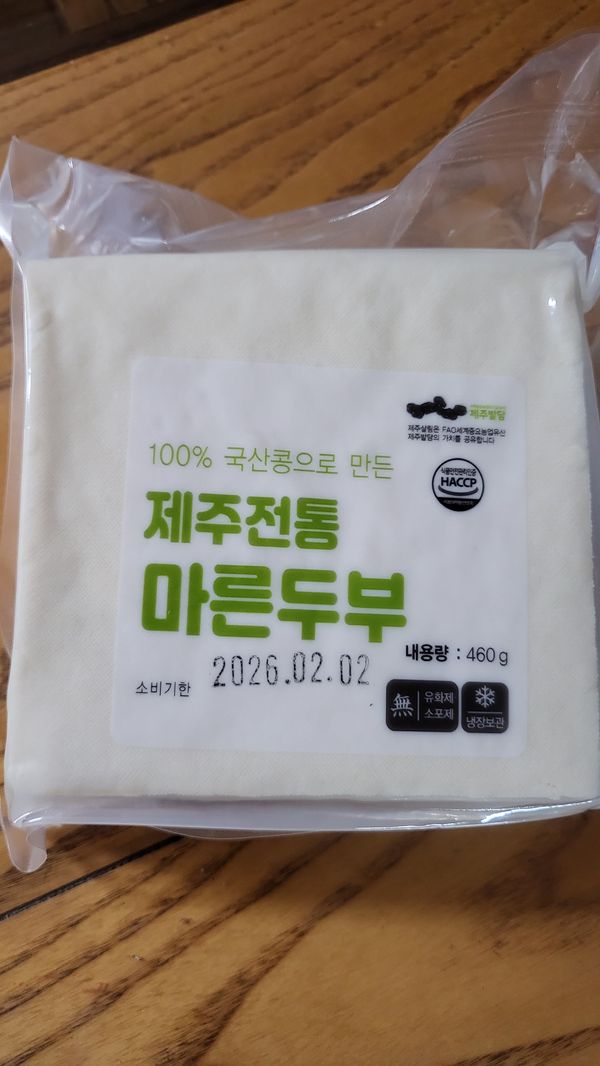 제주밭담
제주살림은 FAO세계중요농업유산
제주밭담의 가치를 공유합니다
100% 국산콩으로 만든
식품안전관리인증
HACCP
제주전통
마른두부
내용량 : 460g
소비기한 2026.02.02
無 유화제
소포제
냉장보관